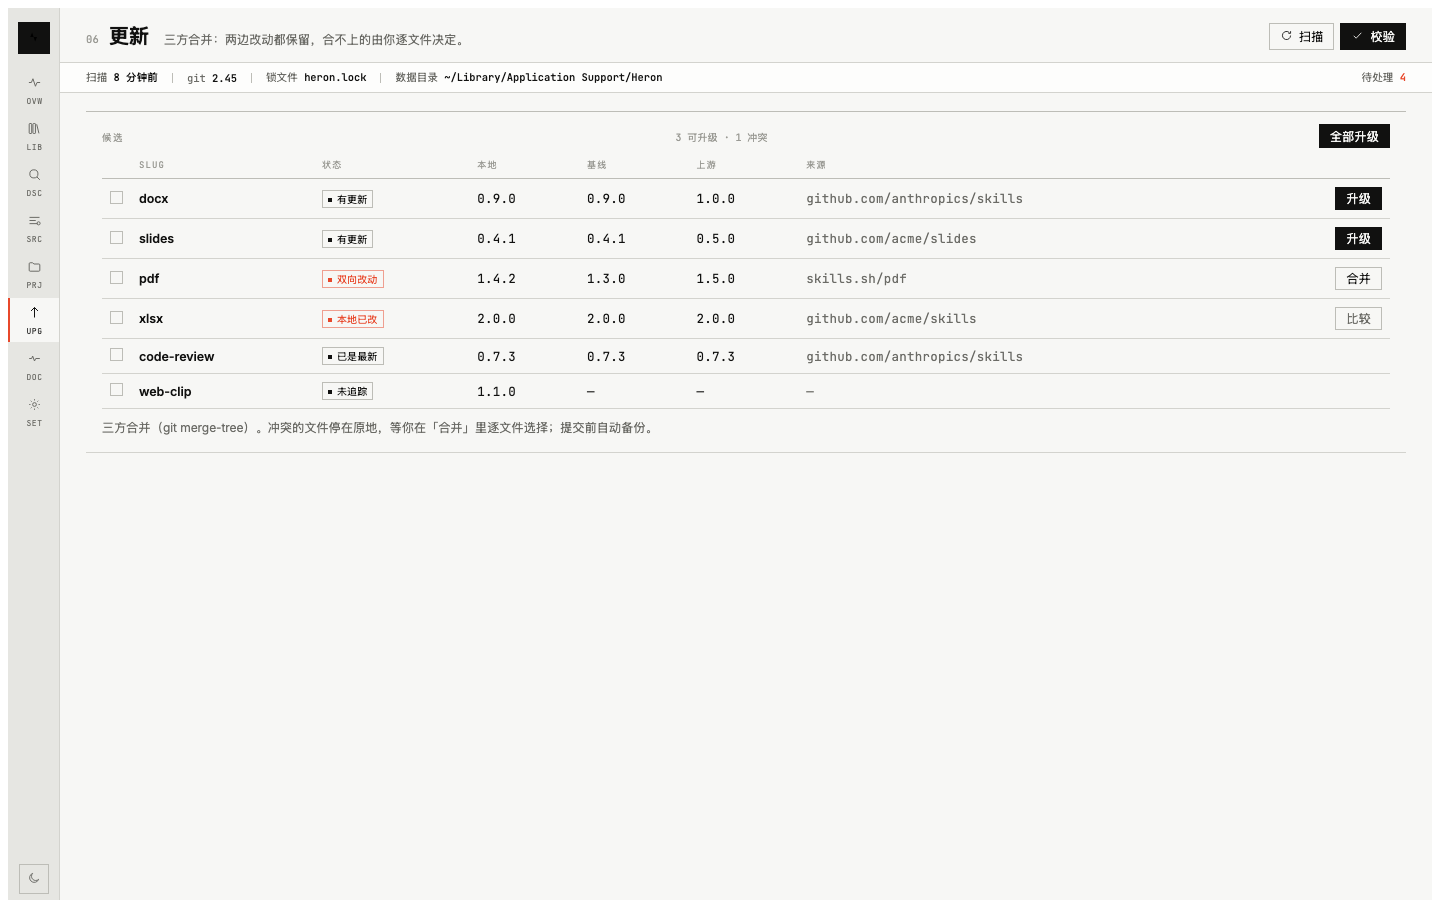 06 更新 三方合并：两边改动都保留，合不上的由你逐文件决定。 扫描 校验
扫描 8 分钟前 git 2.45 锁文件 heron.lock 数据目录 ~/Library/Application Support/Heron 待处理 4
OVW
LIB
DSC
SRC
PRJ
UPG
DOC
SET
候选 3 可升级 · 1 冲突 全部升级
SLUG 状态 本地 基线 上游 来源
docx 有更新 0.9.0 0.9.0 1.0.0 github.com/anthropics/skills 升级
slides 有更新 0.4.1 0.4.1 0.5.0 github.com/acme/slides 升级
pdf 双向改动 1.4.2 1.3.0 1.5.0 skills.sh/pdf 合并
xlsx 本地已改 2.0.0 2.0.0 2.0.0 github.com/acme/skills 比较
code-review 已是最新 0.7.3 0.7.3 0.7.3 github.com/anthropics/skills
web-clip 未追踪 1.1.0 — — —
三方合并（git merge-tree）。冲突的文件停在原地，等你在「合并」里逐文件选择；提交前自动备份。